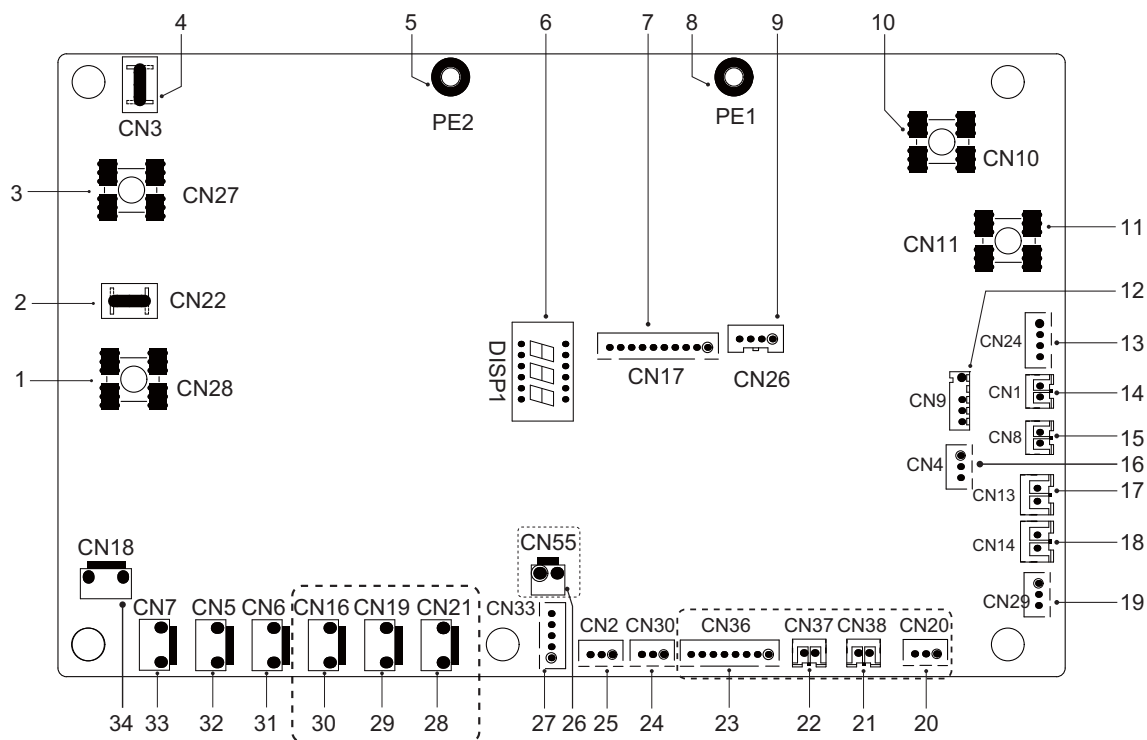 4 5 6 7 8 9 10
CN3 PE2 PE1
CN10
3 CN27
CN11 11
2 CN22
12
CN24 13
DISP1
CN17 CN26
1 CN28
CN9 CN1 14
CN8 15
CN4 16
CN13 17
CN18 CN55 CN14 18
CN7 CN5 CN6 CN16 CN19 CN21 CN33 CN2 CN30 CN36 CN37 CN38 CN20 CN29 19
34 33 32 31 30 29 28 27 26 25 24 23 22 21 20